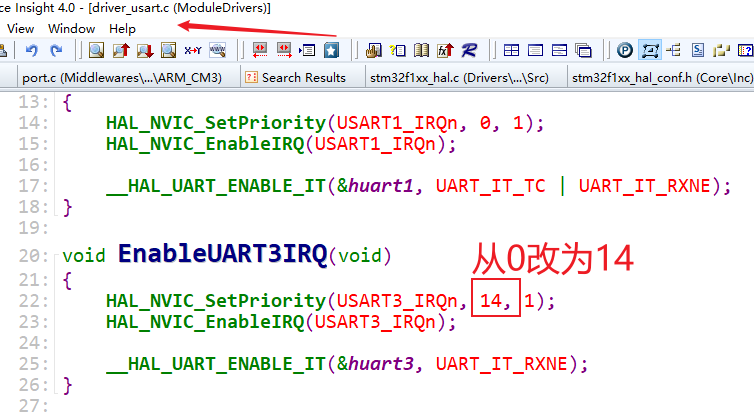 ce Insight 4.0 - [driver_usart.c (ModuleDrivers)]
View Window Help
port.c (Middlewares\...\ARM_CM3) Search Results stm32f1xx_hal.c (Drivers\...\Src) stm32f1xx_hal_conf.h (Core\Inc)
13: {
14: HAL_NVIC_SetPriority(USART1_IRQn, 0, 1);
15: HAL_NVIC_EnableIRQ(USART1_IRQn);
16:
17: __HAL_UART_ENABLE_IT(&huart1, UART_IT_TC | UART_IT_RXNE);
18: }
19:
20: void EnableUART3IRQ(void)
从0改为14
21: {
22: HAL_NVIC_SetPriority(USART3_IRQn, 14, 1);
23: HAL_NVIC_EnableIRQ(USART3_IRQn);
24:
25: __HAL_UART_ENABLE_IT(&huart3, UART_IT_RXNE);
26: }
27: